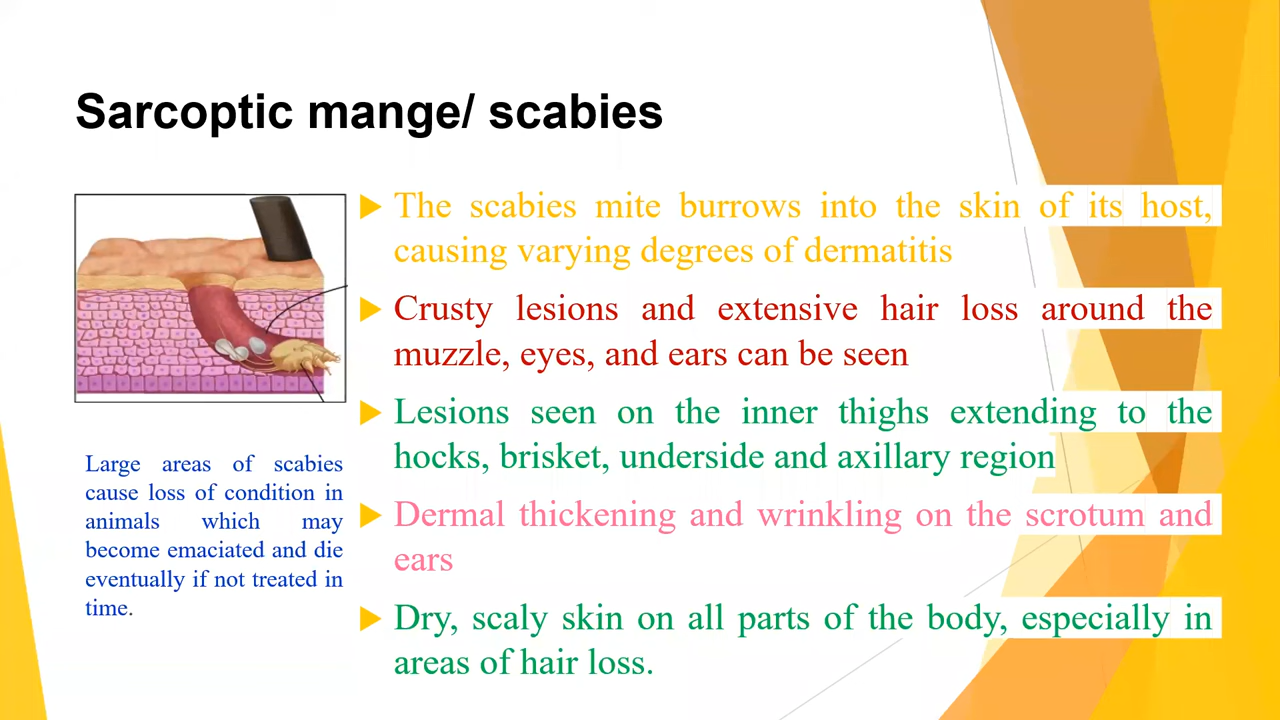 Sarcoptic mange/ scabies
The scabies mite burrows into the skin of its host,
causing varying degrees of dermatitis
Crusty lesions and extensive hair loss around the
muzzle, eyes, and ears can be seen
Lesions seen on the inner thighs extending to the
hocks, brisket, underside and axillary region
Dermal thickening and wrinkling on the scrotum and
ears
Dry, scaly skin on all parts of the body, especially in
areas of hair loss.
Large areas of scabies
cause loss of condition in
animals which may
become emaciated and die
eventually if not treated in
time.